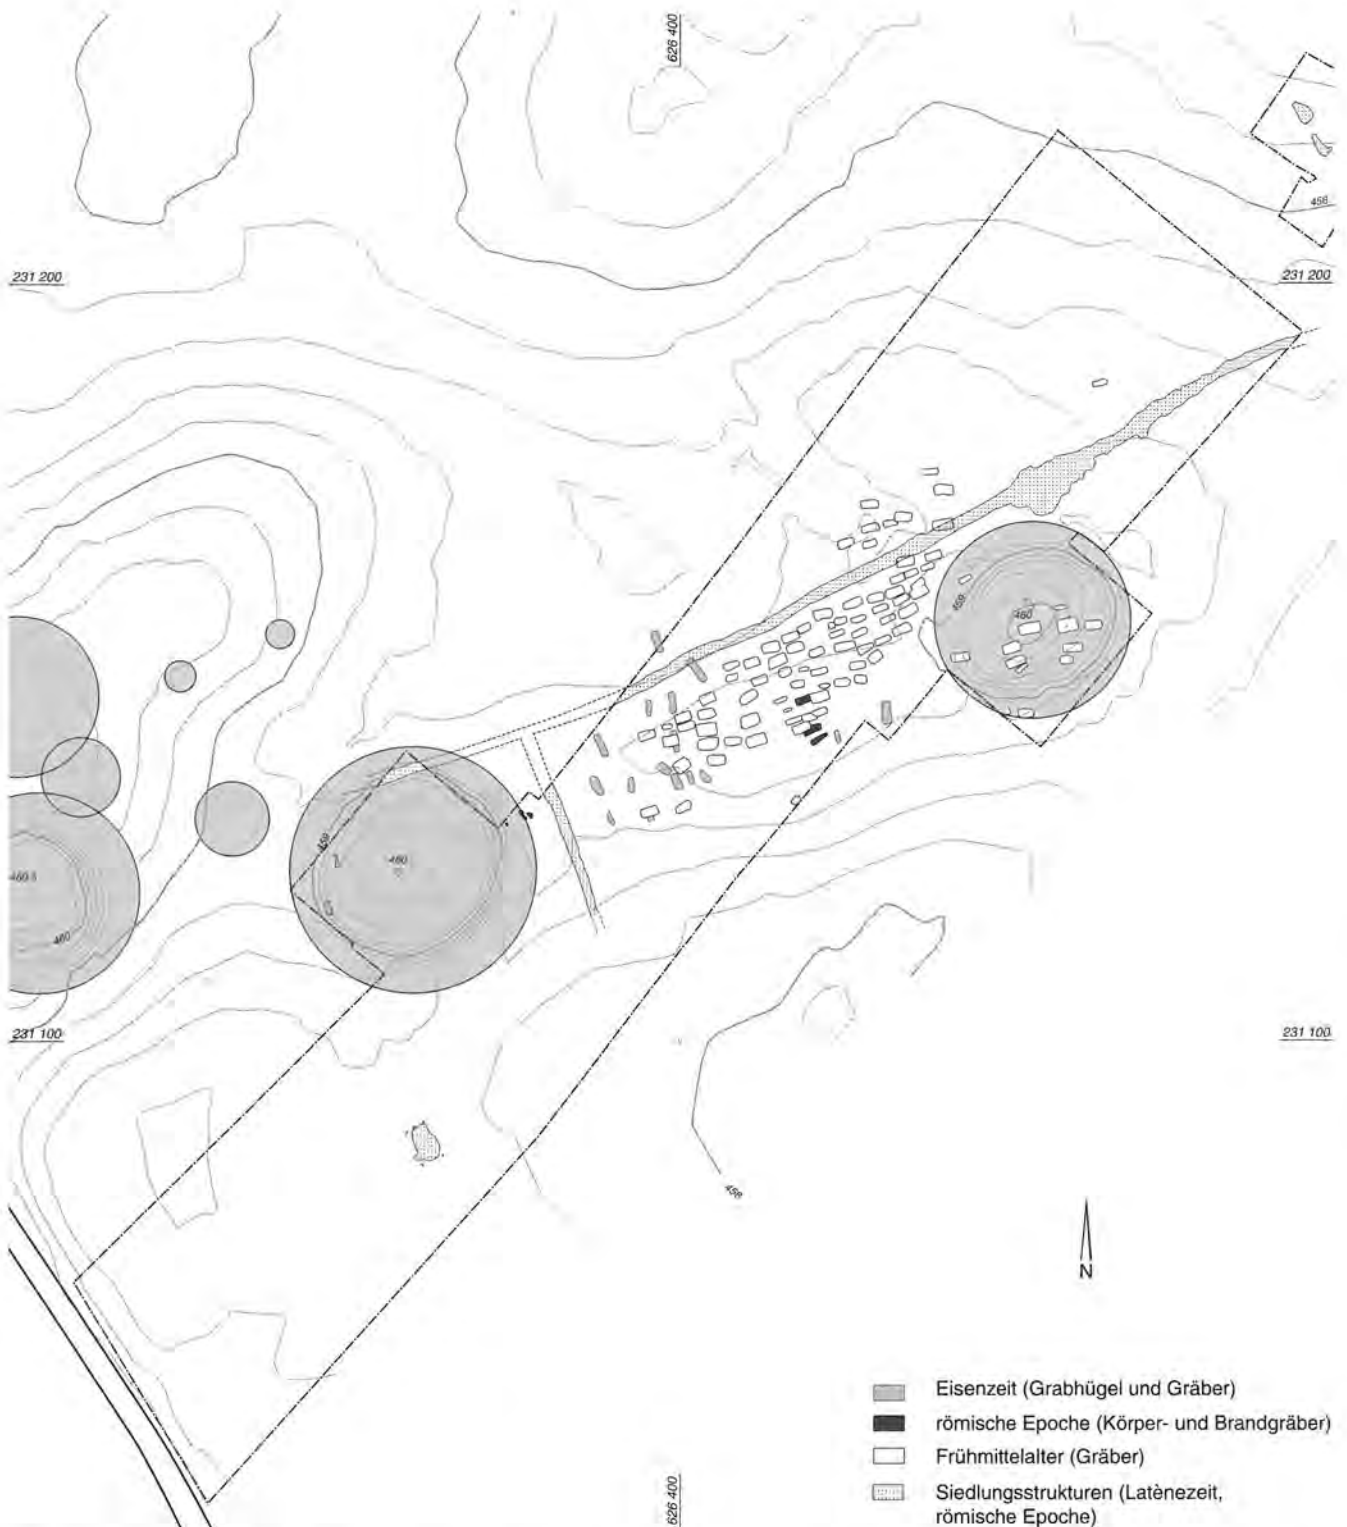 626 400
458
231 200
231 200
459
460
459
460
460.5
460
231 100
231 100
458
N
Eisenzeit (Grabhügel und Gräber)
römische Epoche (Körper- und Brandgräber)
Frühmittelalter (Gräber)
Siedlungsstrukturen (Latènezeit,
römische Epoche)
626 400